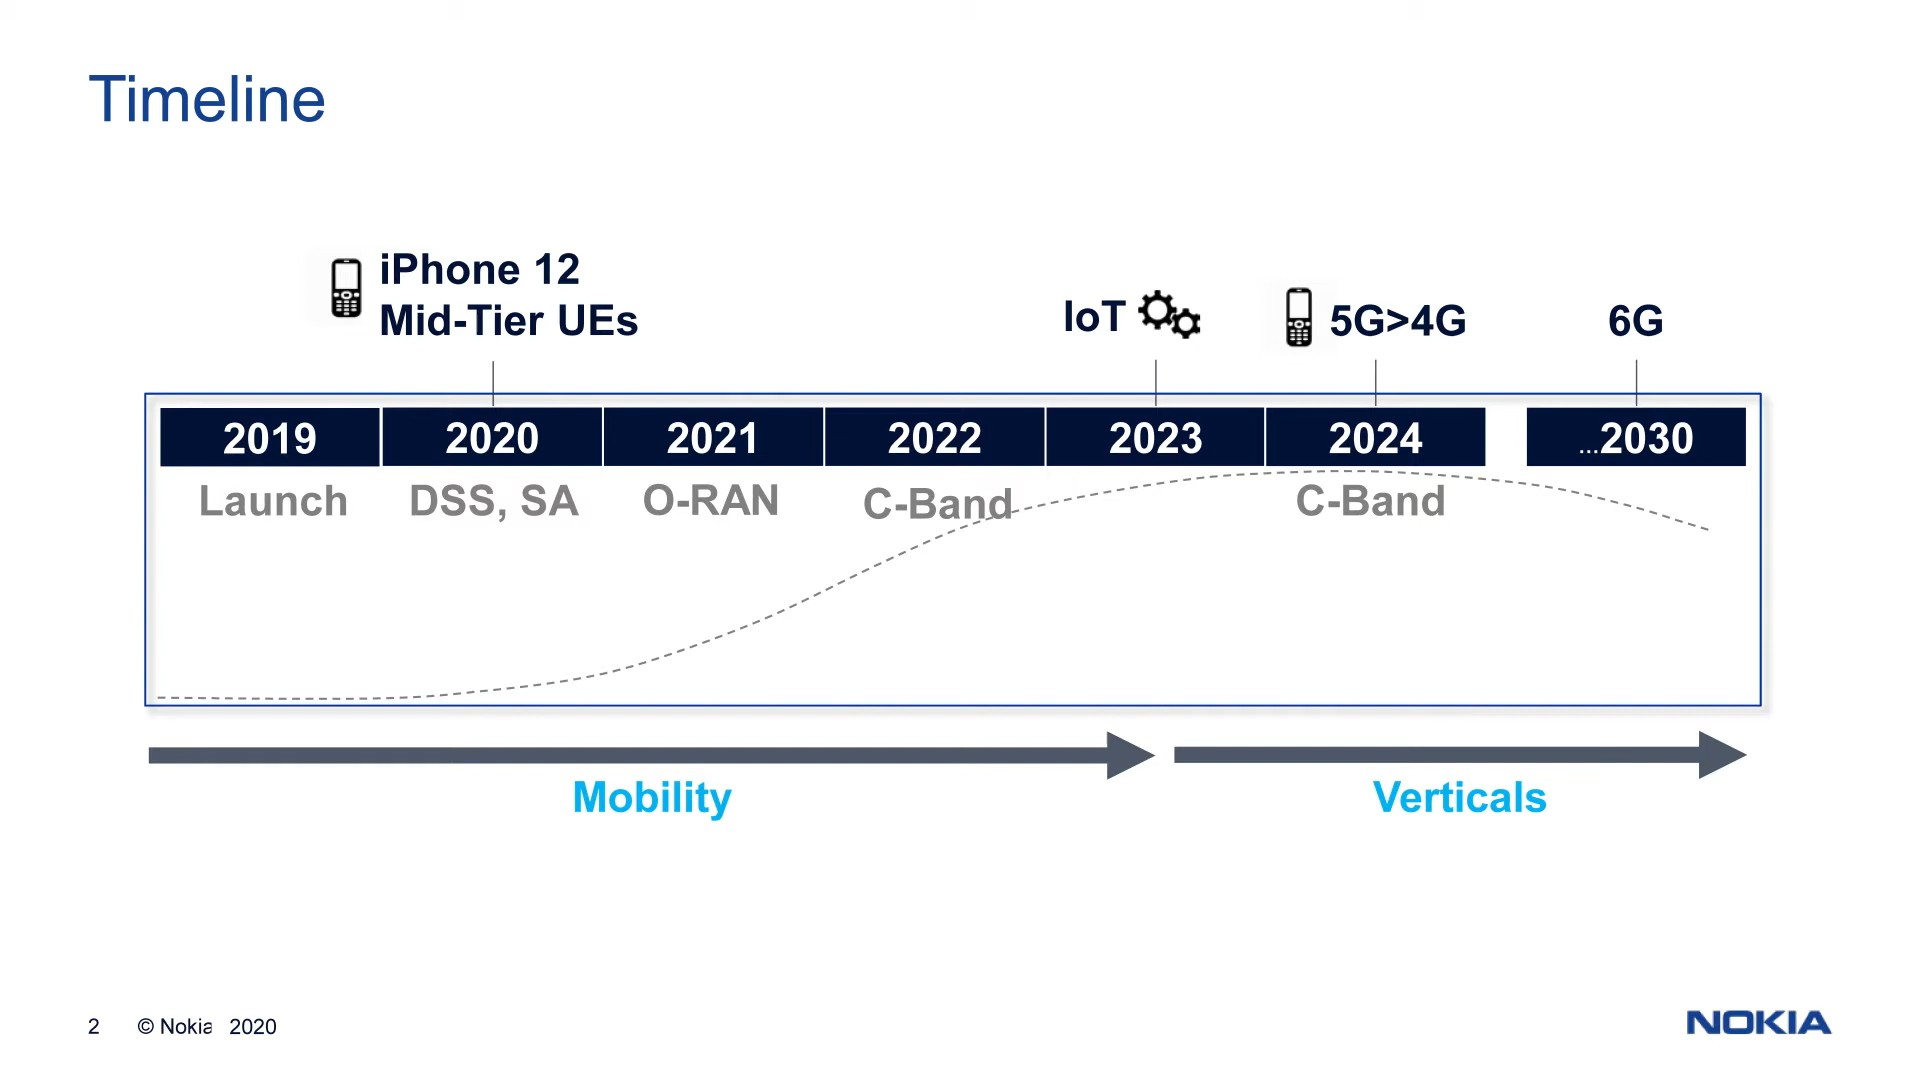 Timeline
iPhone 12
Mid-Tier UEs
IoT
5G>4G
6G
2019
2020
2021
2022
2023
2024
...2030
Launch
DSS, SA
O-RAN
C-Band
C-Band
Mobility
Verticals
2
© Nokia 2020
NOKIA